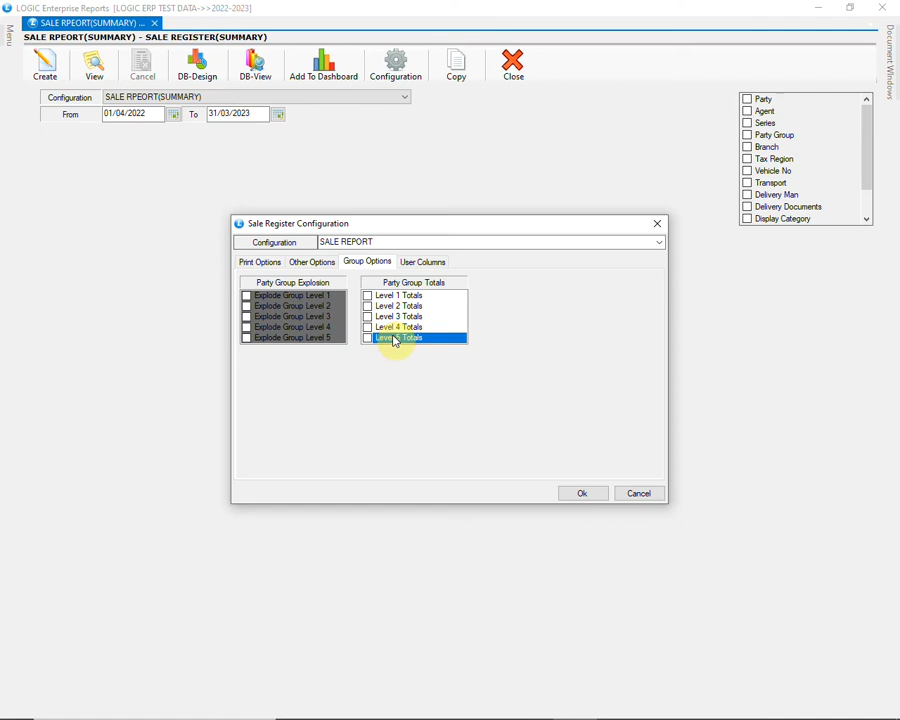 LOGIC Enterprise Reports [LOGIC ERP TEST DATA->>2022-2023]
Menu
SALE RPEORT(SUMMARY) ...
SALE RPEORT(SUMMARY) - SALE REGISTER(SUMMARY)
Create View Cancel DB-Design DB-View Add To Dashboard Configuration Copy Close
Document Windows
Configuration SALE RPEORT(SUMMARY)
From 01/04/2022 To 31/03/2023
Party
Agent
Series
Party Group
Branch
Tax Region
Vehicle No
Transport
Delivery Man
Delivery Documents
Display Category
Sale Register Configuration
Configuration SALE REPORT
Print Options Other Options Group Options User Columns
Party Group Explosion
Explode Group Level 1
Explode Group Level 2
Explode Group Level 3
Explode Group Level 4
Explode Group Level 5
Party Group Totals
Level 1 Totals
Level 2 Totals
Level 3 Totals
Level 4 Totals
Level 5 Totals
Ok Cancel